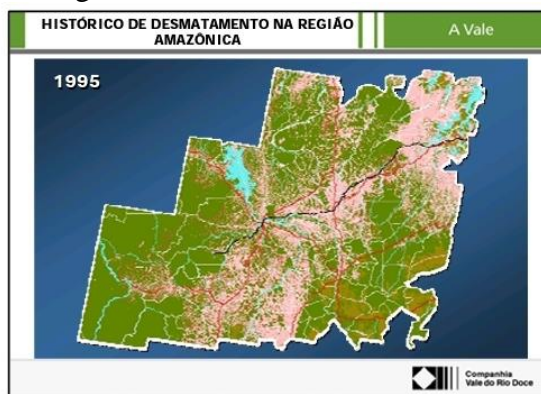 HISTÓRICO DE DESMATAMENTO NA REGIÃO
AMAZÔNICA
A Vale
1995
Companhia
Vale do Rio Doce